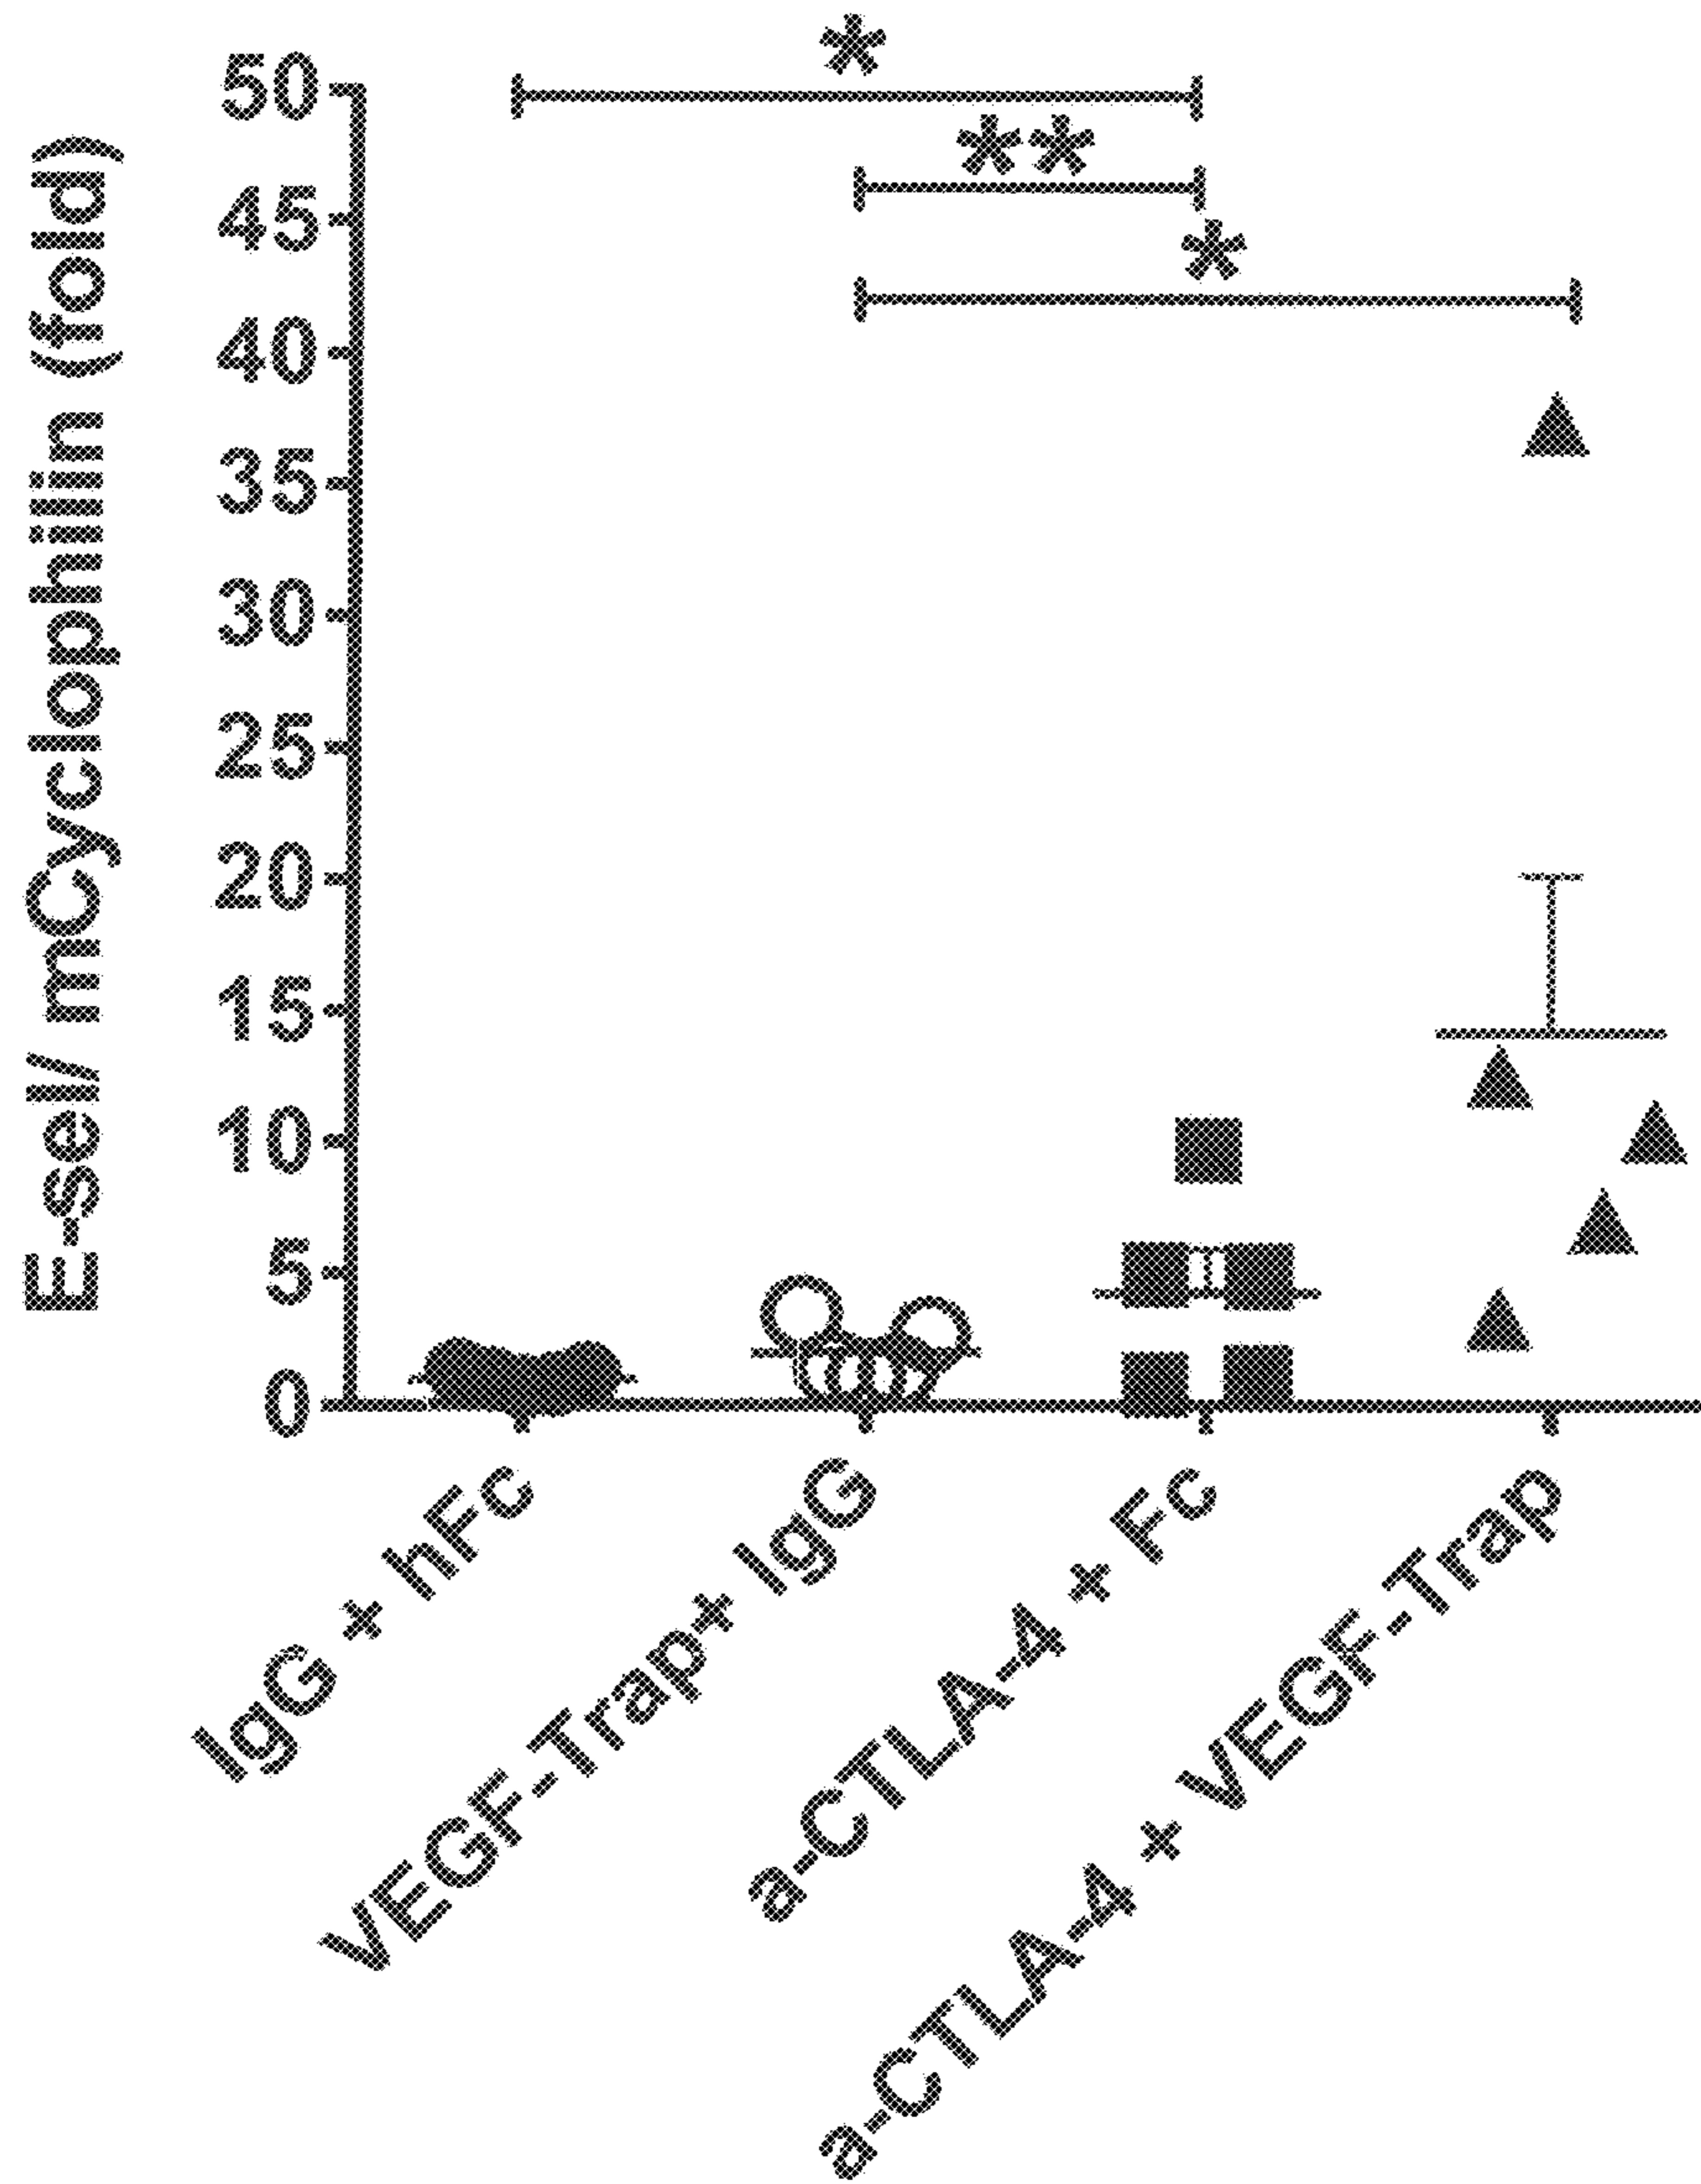 E-sel/ mCyclophilin (fold)
50
45
40
35
30
25
20
15
10
5
0
*
**
*
IgG + hFc
VEGF-Trap+ IgG
a-CTLA-4 + Fc
a-CTLA-4 + VEGF-Trap